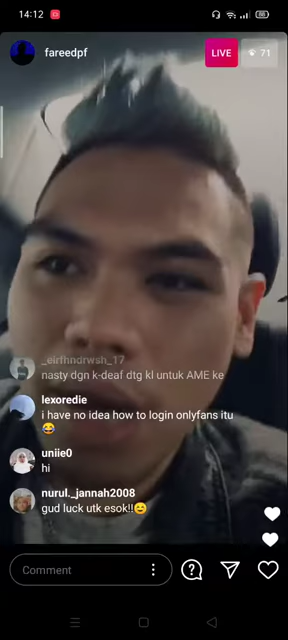 14:12
88
fareedpf
LIVE
71
_eirfhndrwsh_17
nasty dgn k-deaf dtg kl untuk AME ke
lexoredie
i have no idea how to login onlyfans itu
😂
uniie0
hi
nurul._jannah2008
gud luck utk esok!!😉
Comment